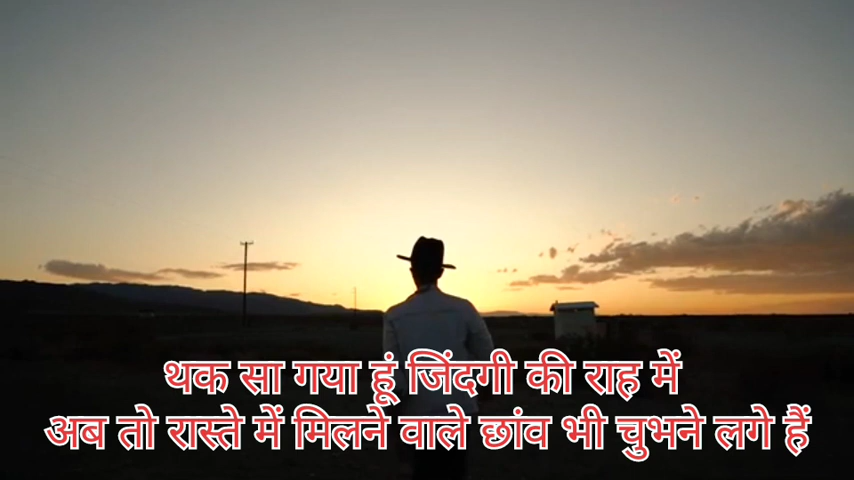 थक सा गया हूं जिंदगी की राह में
अब तो रास्ते में मिलने वाले छांव भी चुभने लगे हैं